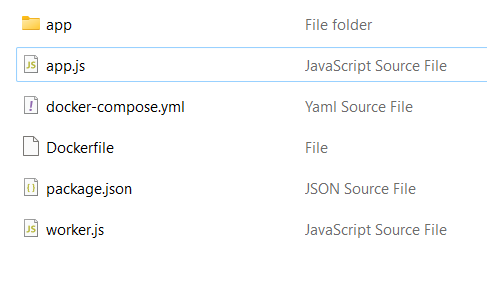 app File folder
app.js JavaScript Source File
docker-compose.yml Yaml Source File
Dockerfile File
package.json JSON Source File
worker.js JavaScript Source File